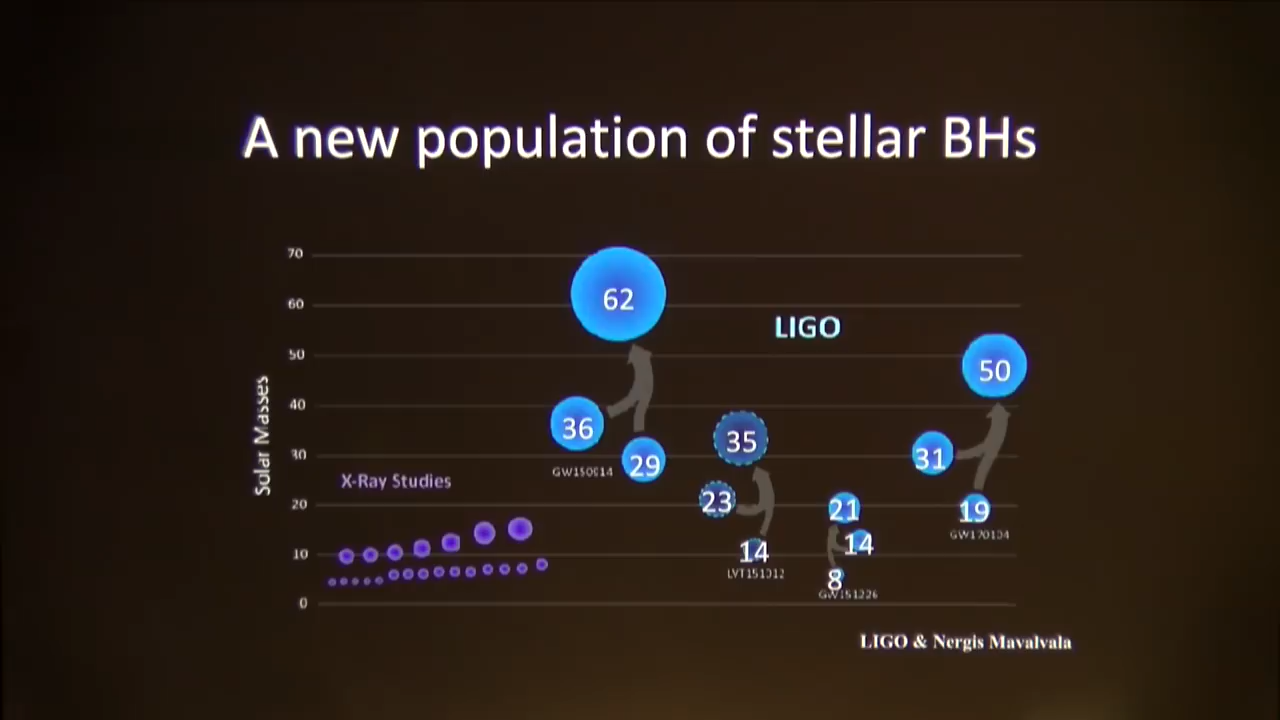 A new population of stellar BHs
70
60
50
40
30
20
10
0
Solar Masses
X-Ray Studies
LIGO
62
36
29
GW150914
35
23
14
LVT151012
21
14
8
GW151226
50
31
19
GW170104
LIGO & Nergis Mavalvala